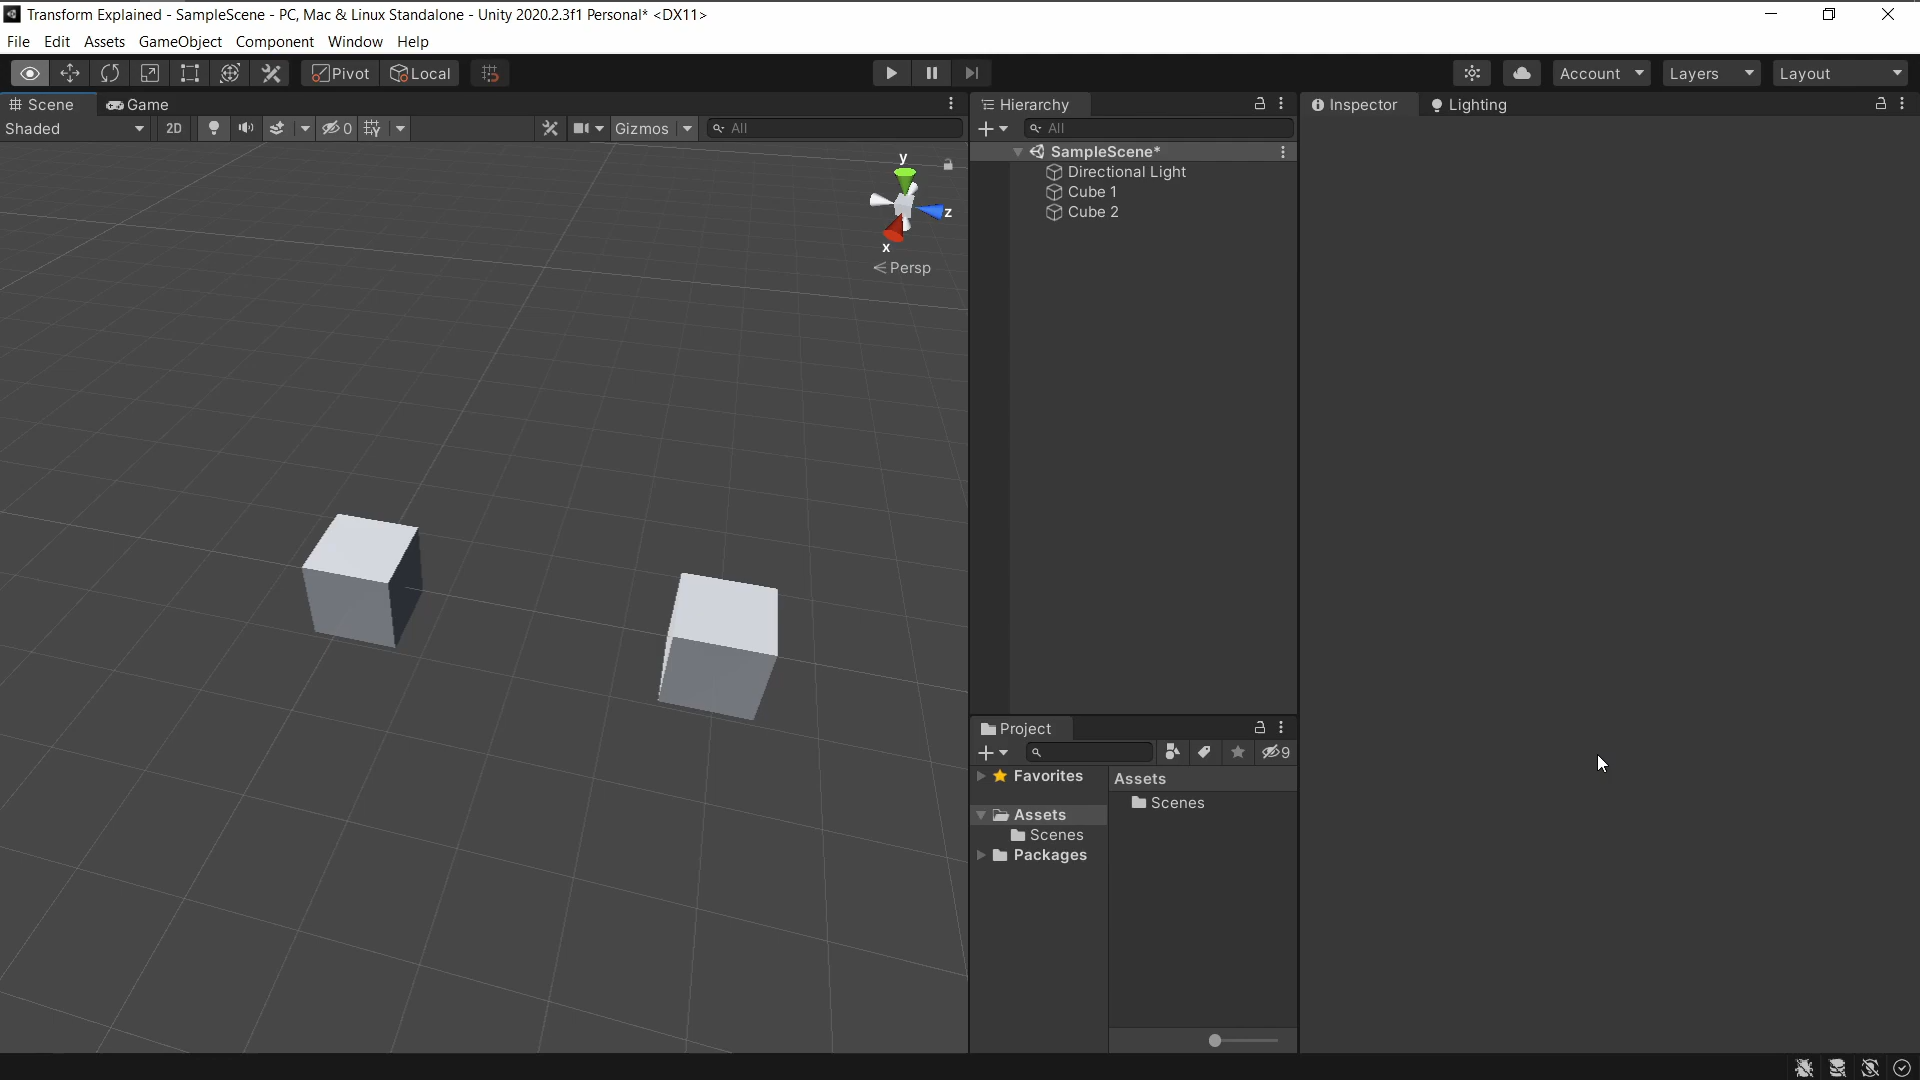 Transform Explained - SampleScene - PC, Mac & Linux Standalone - Unity 2020.2.3f1 Personal* <DX11>
File Edit Assets GameObject Component Window Help
Pivot Local Account Layers Layout
Scene Game Hierarchy Inspector Lighting
Shaded 2D 0 Gizmos All All
SampleScene*
Directional Light
Cube 1
Cube 2
y
z
x
Persp
Project
9
Favorites Assets
Scenes
Assets
Scenes
Packages